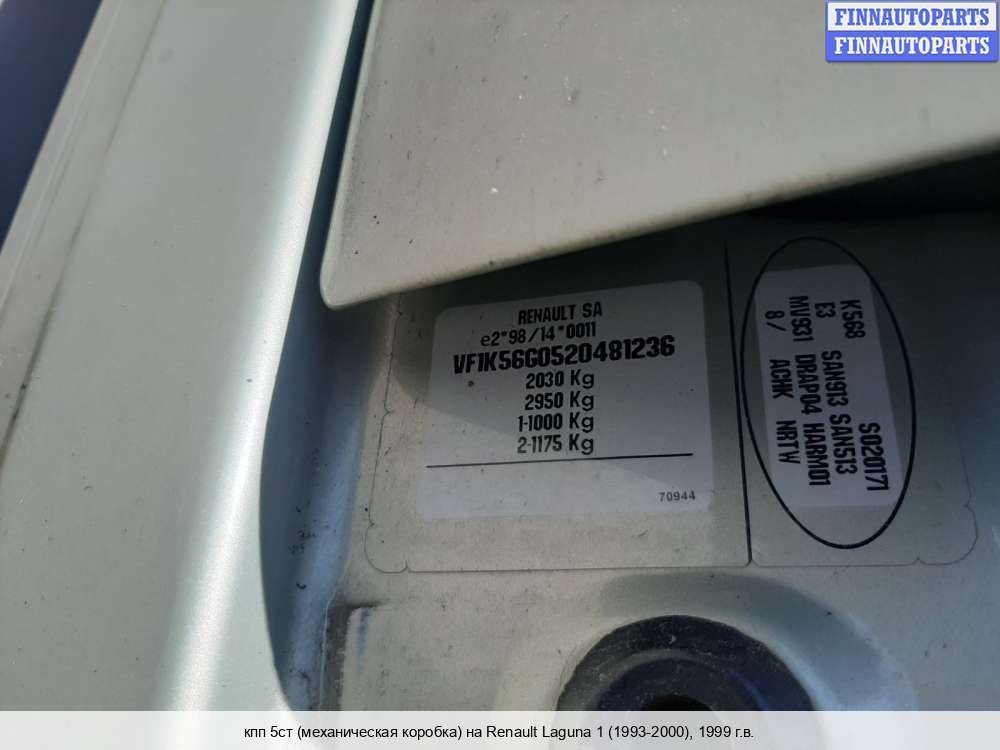 FINNAUTOPARTS
FINNAUTOPARTS
RENAULT SA
e2*98/14*0011
VF1K56G0520481236
2030 Kg
2950 Kg
1-1000 Kg
2-1175 Kg
70944
S020171
K568 SAN913 SAN513
E3 DRAP04 HARM01
MV931 ACHK NRTW
8/
кпп 5ст (механическая коробка) на Renault Laguna 1 (1993-2000), 1999 г.в.